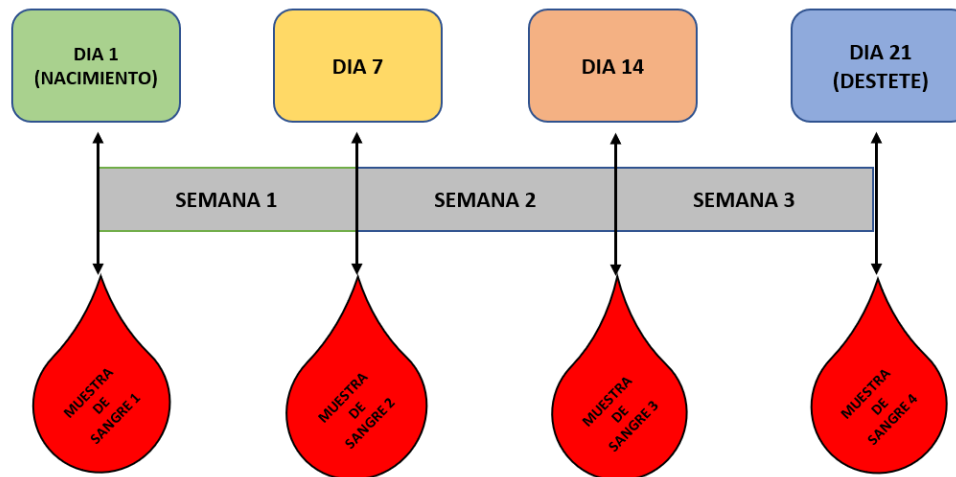 DIA 1
(NACIMIENTO)
DIA 7
DIA 14
DIA 21
(DESTETE)
SEMANA 1
SEMANA 2
SEMANA 3
MUESTRA
DE
SANGRE 1
MUESTRA
DE
SANGRE 2
MUESTRA
DE
SANGRE 3
MUESTRA
DE
SANGRE 4